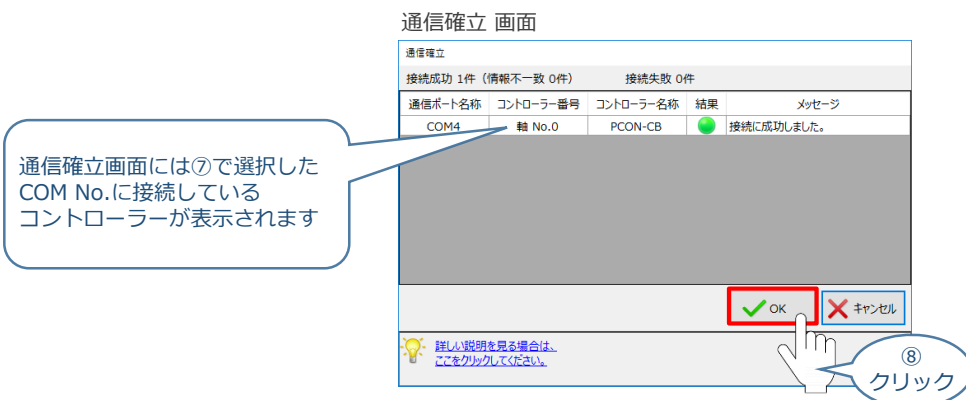 通信確立 画面
通信確立
接続成功 1件（情報不一致 0件） 接続失敗 0件
通信ポート名称 コントローラー番号 コントローラー名称 結果 メッセージ
COM4 軸 No.0 PCON-CB 接続に成功しました。
通信確立画面には⑦で選択した
COM No.に接続している
コントローラーが表示されます
OK キャンセル
詳しい説明を見る場合は、
ここをクリックしてください。
⑧
クリック